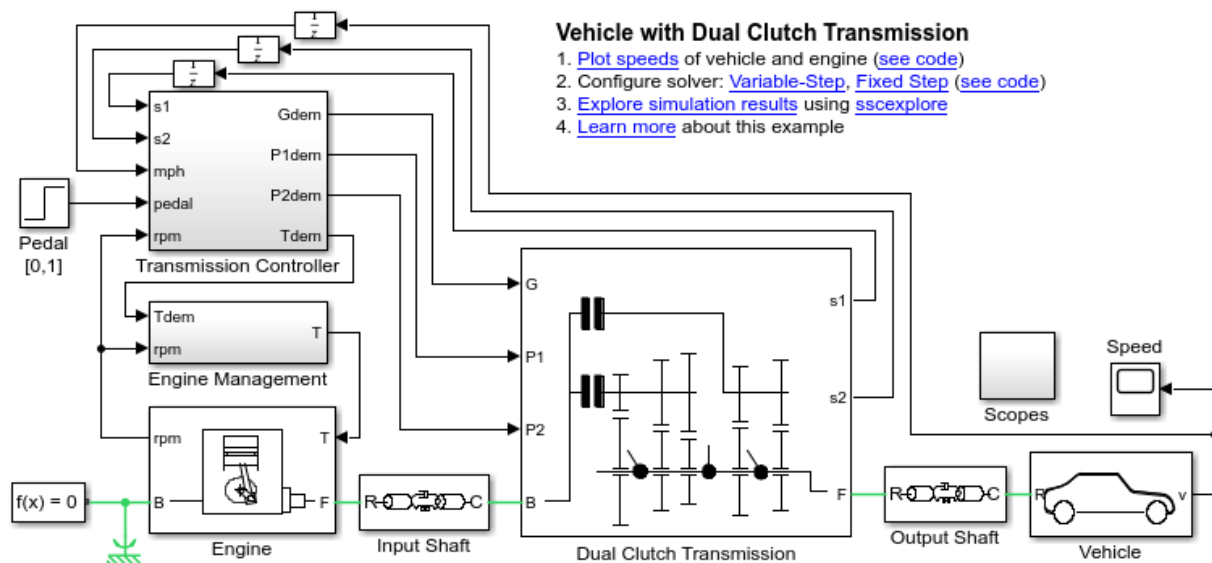 Vehicle with Dual Clutch Transmission
1. Plot speeds of vehicle and engine (see code)
2. Configure solver: Variable-Step, Fixed Step (see code)
3. Explore simulation results using sscexplore
4. Learn more about this example
1
z
1
z
1
z
s1
s2
mph
pedal
rpm
Gdem
P1dem
P2dem
Tdem
Transmission Controller
Pedal
[0,1]
Tdem
rpm
T
Engine Management
rpm
T
B
F
Engine
f(x) = 0
R
C
Input Shaft
G
P1
P2
B
s1
s2
F
Dual Clutch Transmission
R
C
Output Shaft
Scopes
Speed
R
v
Vehicle